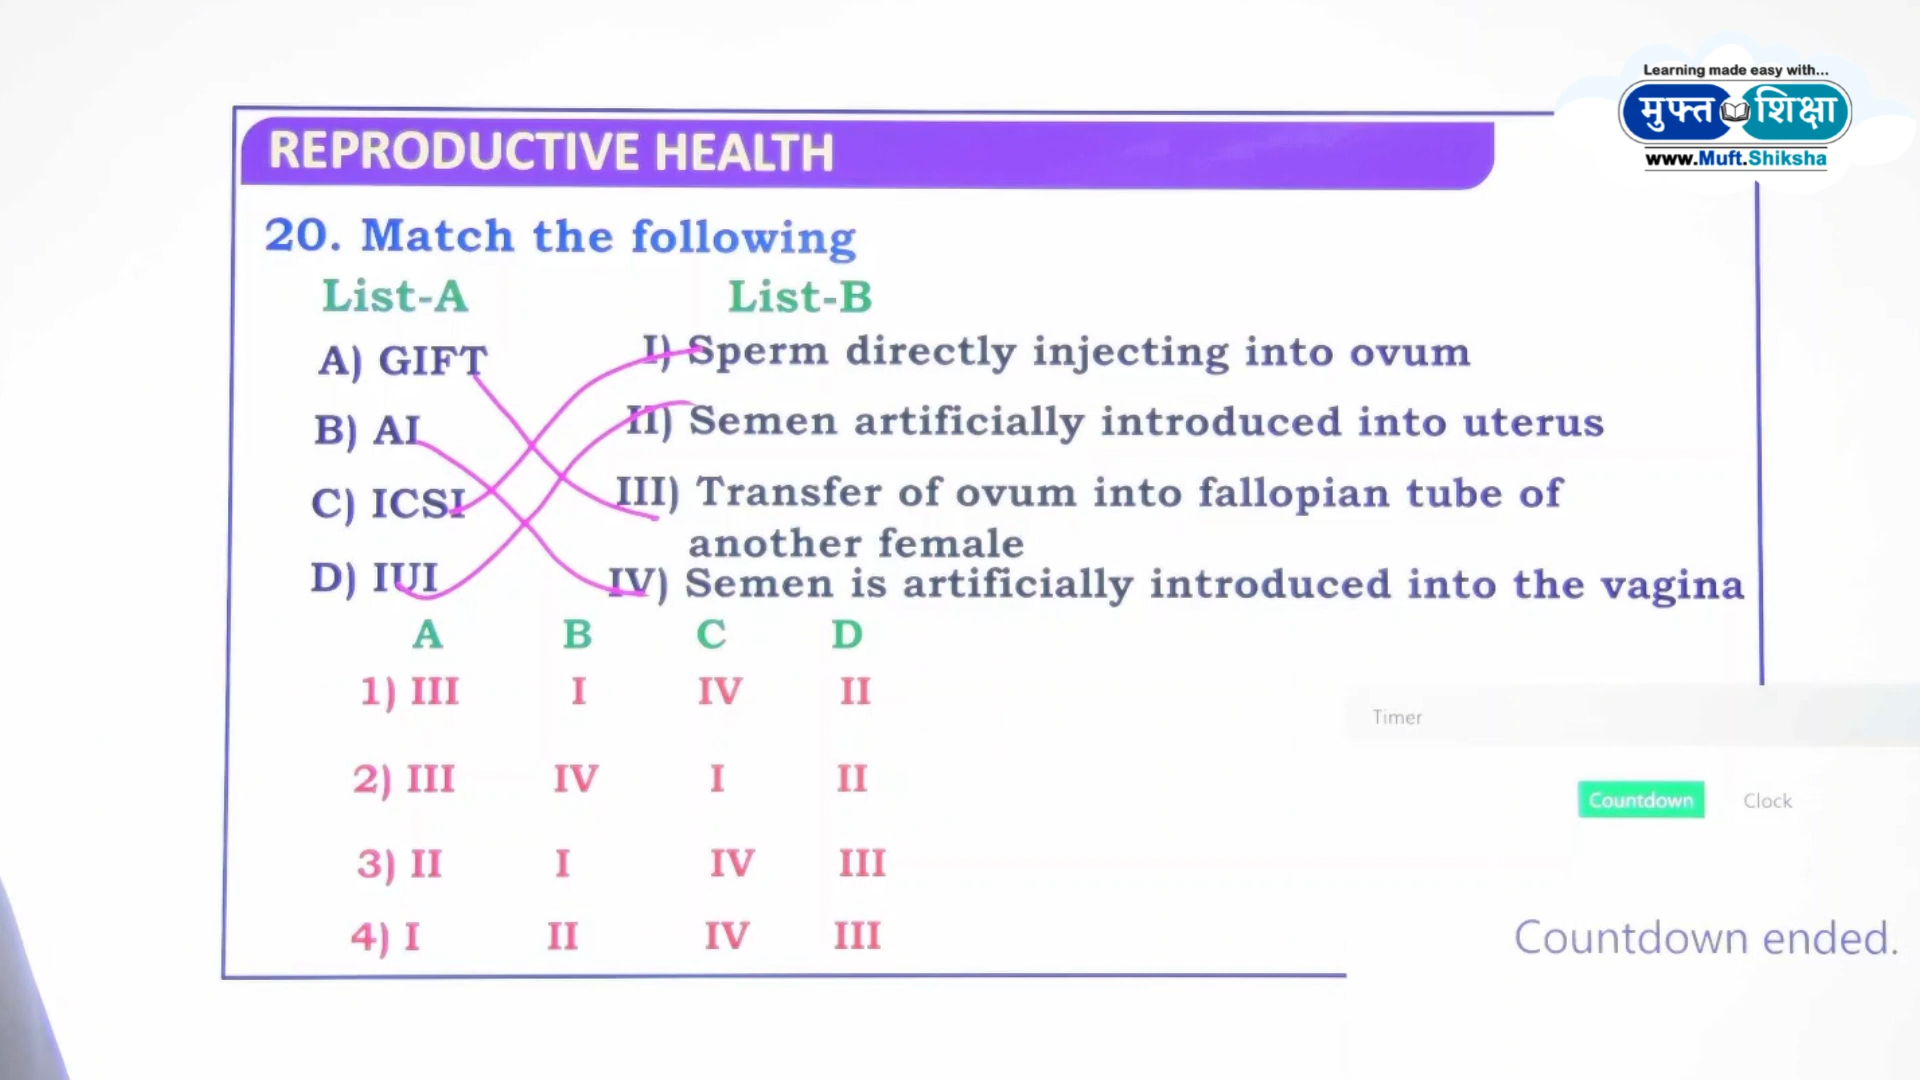 Learning made easy with...
मुफ्त शिक्षा
www.Muft.Shiksha
REPRODUCTIVE HEALTH
20. Match the following
List-A List-B
A) GIFT I) Sperm directly injecting into ovum
B) AI II) Semen artificially introduced into uterus
C) ICSI III) Transfer of ovum into fallopian tube of
another female
D) IUI IV) Semen is artificially introduced into the vagina
A B C D
1) III I IV II
2) III IV I II
3) II I IV III
4) I II IV III
Timer
Countdown Clock
Countdown ended.